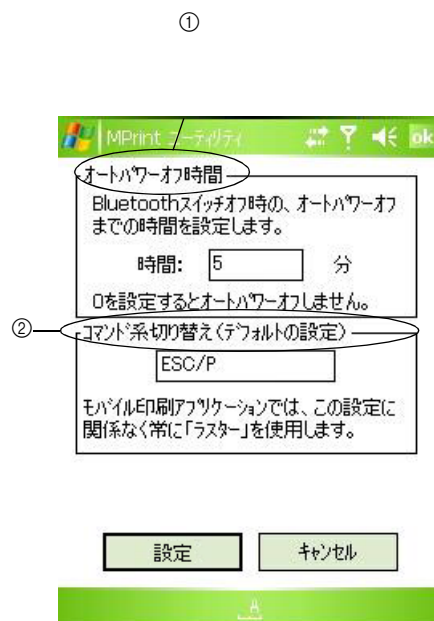 ①
MPrint ユーティリティ
ok
オートパワーオフ時間
Bluetoothスイッチオフ時の、オートパワーオフ
までの時間を設定します。
時間: 5 分
0を設定するとオートパワーオフしません。
②
コマンド系切り替え(デフォルトの設定)
ESC/P
モバイル印刷アプリケーションでは、この設定に
関係なく常に「ラスター」を使用します。
設定 キャンセル
A